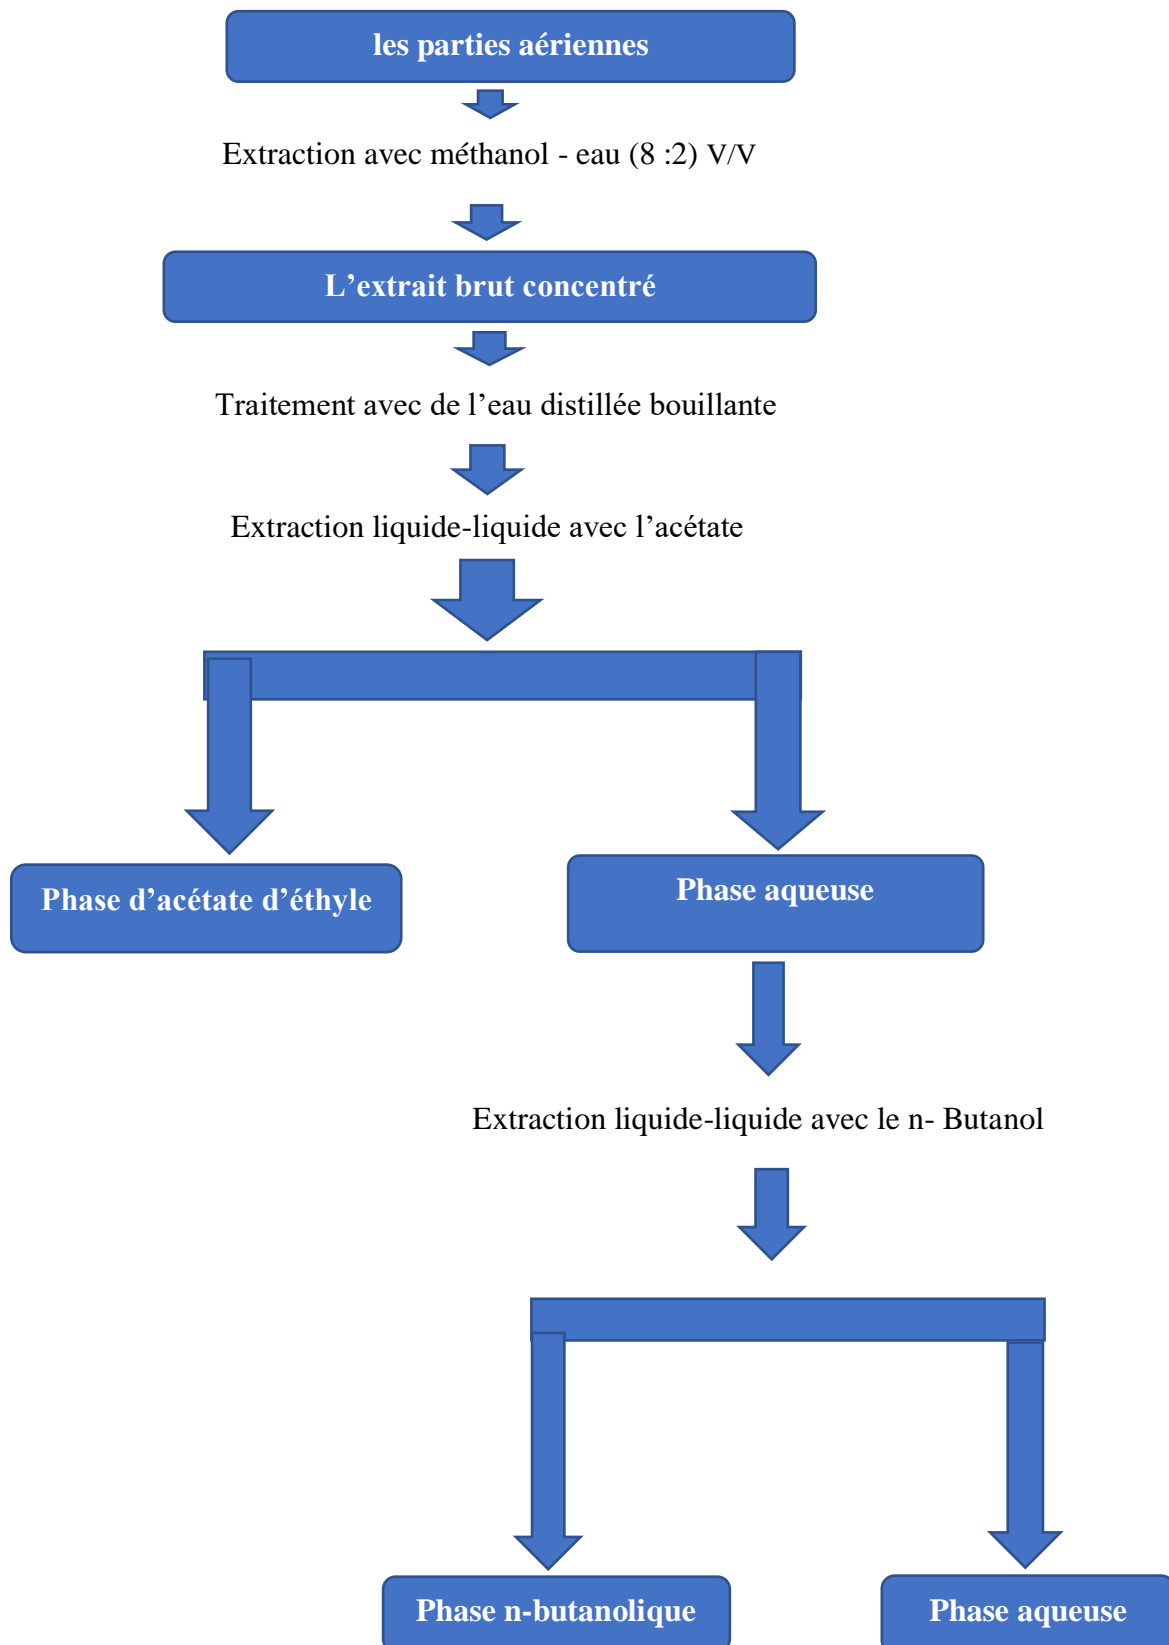 les parties aériennes
Extraction avec méthanol - eau (8 :2) V/V
L’extrait brut concentré
Traitement avec de l’eau distillée bouillante
Extraction liquide-liquide avec l’acétate
Phase d’acétate d’éthyle
Phase aqueuse
Extraction liquide-liquide avec le n- Butanol
Phase n-butanolique
Phase aqueuse